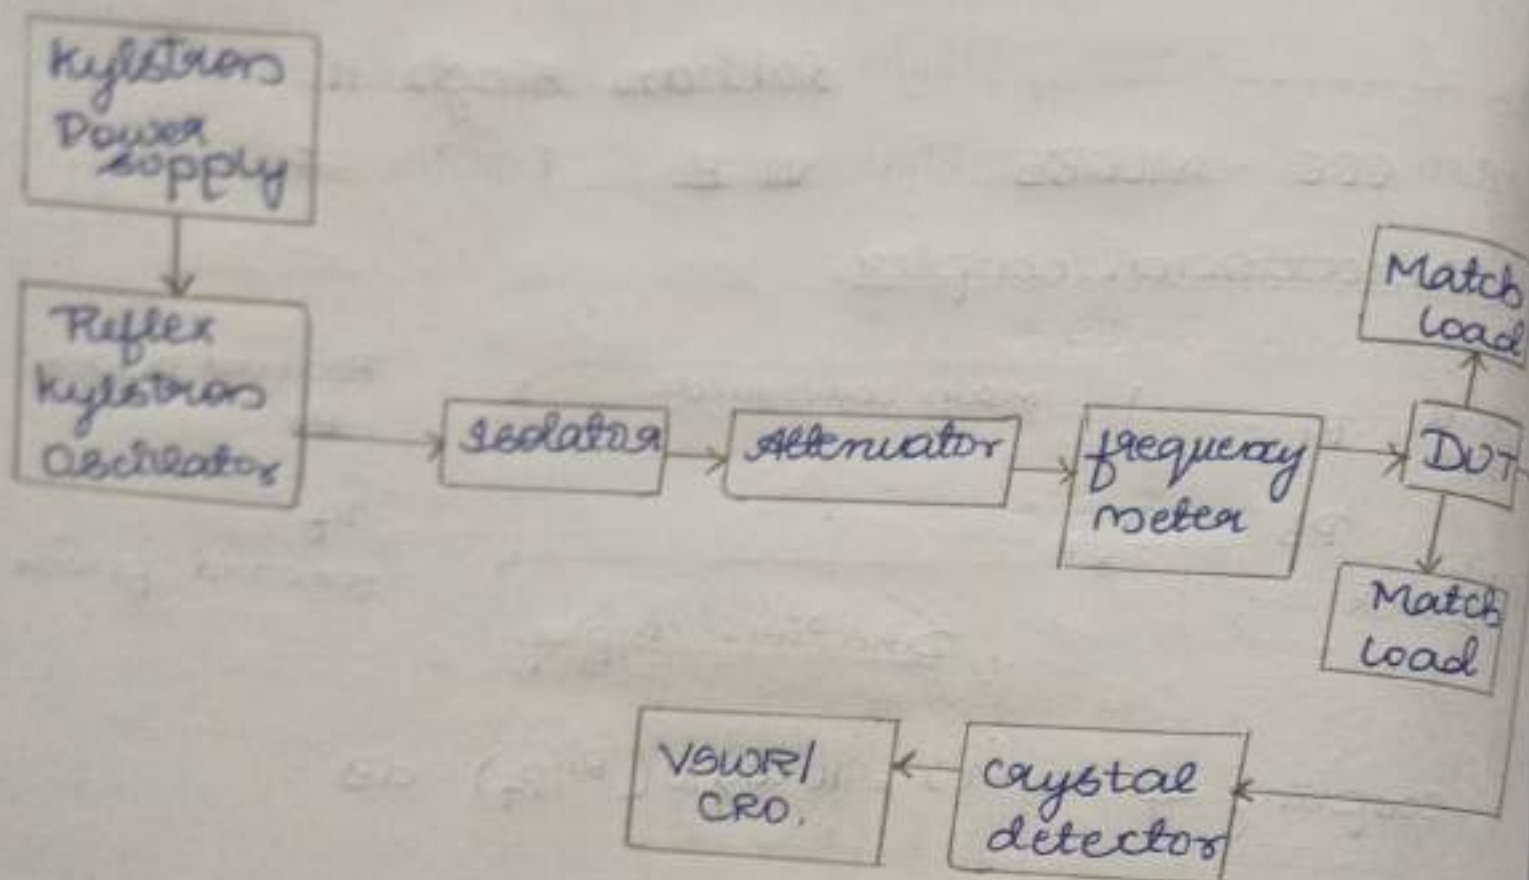 Kylstron
Power
supply
Reflex
Kylstron
Oscillator
Isolator
Attenuator
frequency
meter
Match
Load
DUT
Match
Load
VSWR/
CRO.
crystal
detector